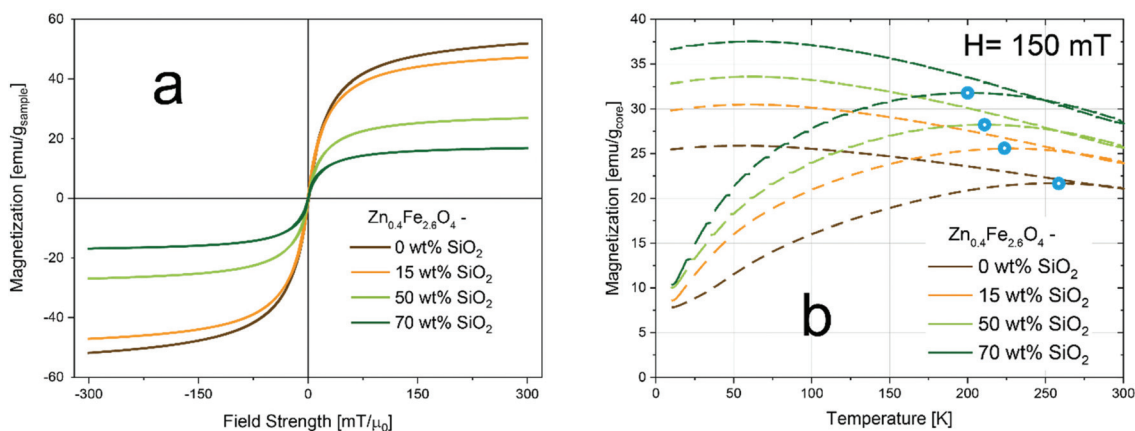 60
40
20
0
-20
-40
-60
Magnetization [emu/g_sample]
a
Zn₀.₄Fe₂.₆O₄ -
0 wt% SiO₂
15 wt% SiO₂
50 wt% SiO₂
70 wt% SiO₂
-300 -150 0 150 300
Field Strength [mT/µ₀]
40
35
30
25
20
15
10
5
0
Magnetization [emu/g_core]
H= 150 mT
Zn₀.₄Fe₂.₆O₄ -
0 wt% SiO₂
15 wt% SiO₂
50 wt% SiO₂
70 wt% SiO₂
b
0 50 100 150 200 250 300
Temperature [K]